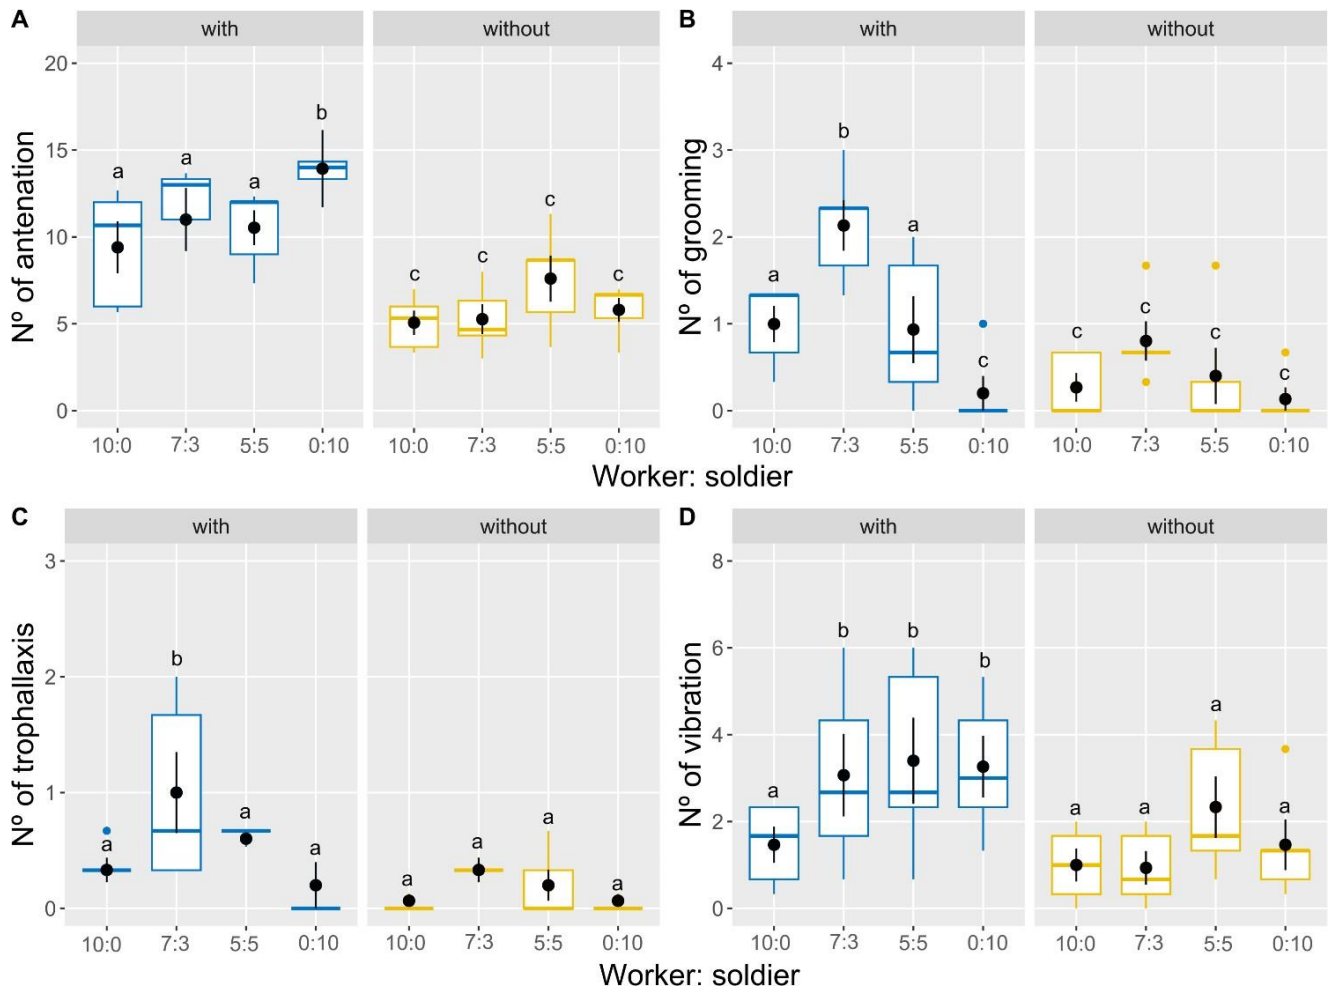 A
with
without
20
15
10
5
0
Nº of antenation
a
a
a
b
c
c
c
c
10:0
7:3
5:5
0:10
10:0
7:3
5:5
0:10
B
with
without
4
3
2
1
0
Nº of grooming
a
b
a
c
c
c
c
c
10:0
7:3
5:5
0:10
10:0
7:3
5:5
0:10
Worker: soldier
C
with
without
3
2
1
0
Nº of trophallaxis
a
b
a
a
a
a
a
a
10:0
7:3
5:5
0:10
10:0
7:3
5:5
0:10
D
with
without
8
6
4
2
0
Nº of vibration
a
b
b
b
a
a
a
a
10:0
7:3
5:5
0:10
10:0
7:3
5:5
0:10
Worker: soldier